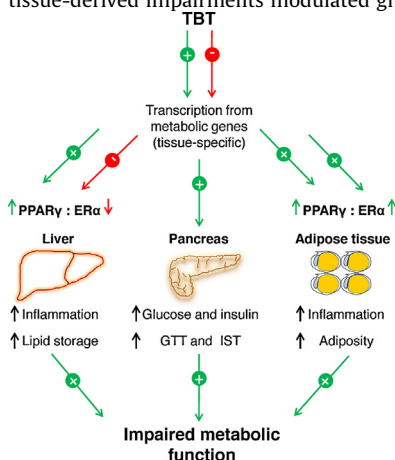 tissue-derived impairments modulated gl
TBT
+ -
Transcription from
metabolic genes
(tissue-specific)
+ - + + +
↑PPARγ : ERα↓ ↑PPARγ : ERα↑
Liver Pancreas Adipose tissue
↑Inflammation ↑Glucose and insulin ↑Inflammation
↑Lipid storage ↑ GTT and IST ↑ Adiposity
+ + +
Impaired metabolic
function